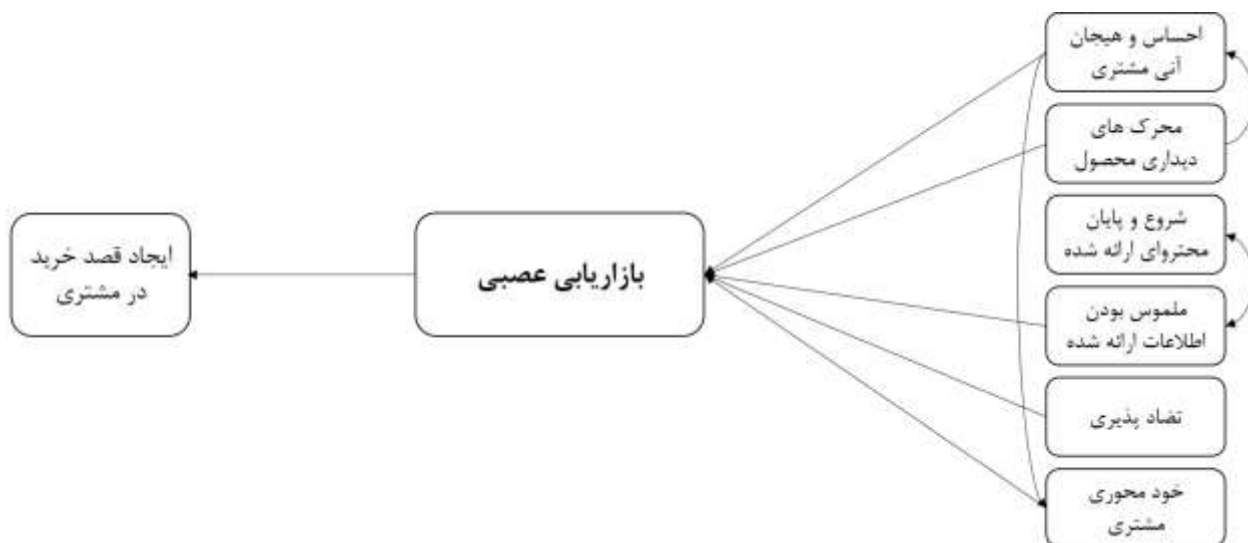 احساس و هیجان
آنی مشتری
محرک های
دیداری محصول
شروع و پایان
محتروای ارائه شده
ملموس بودن
اطلاعات ارائه شده
تضاد پذیری
خود محوری
مشتری
بازاریابی عصبی
ایجاد قصد خرید
در مشتری